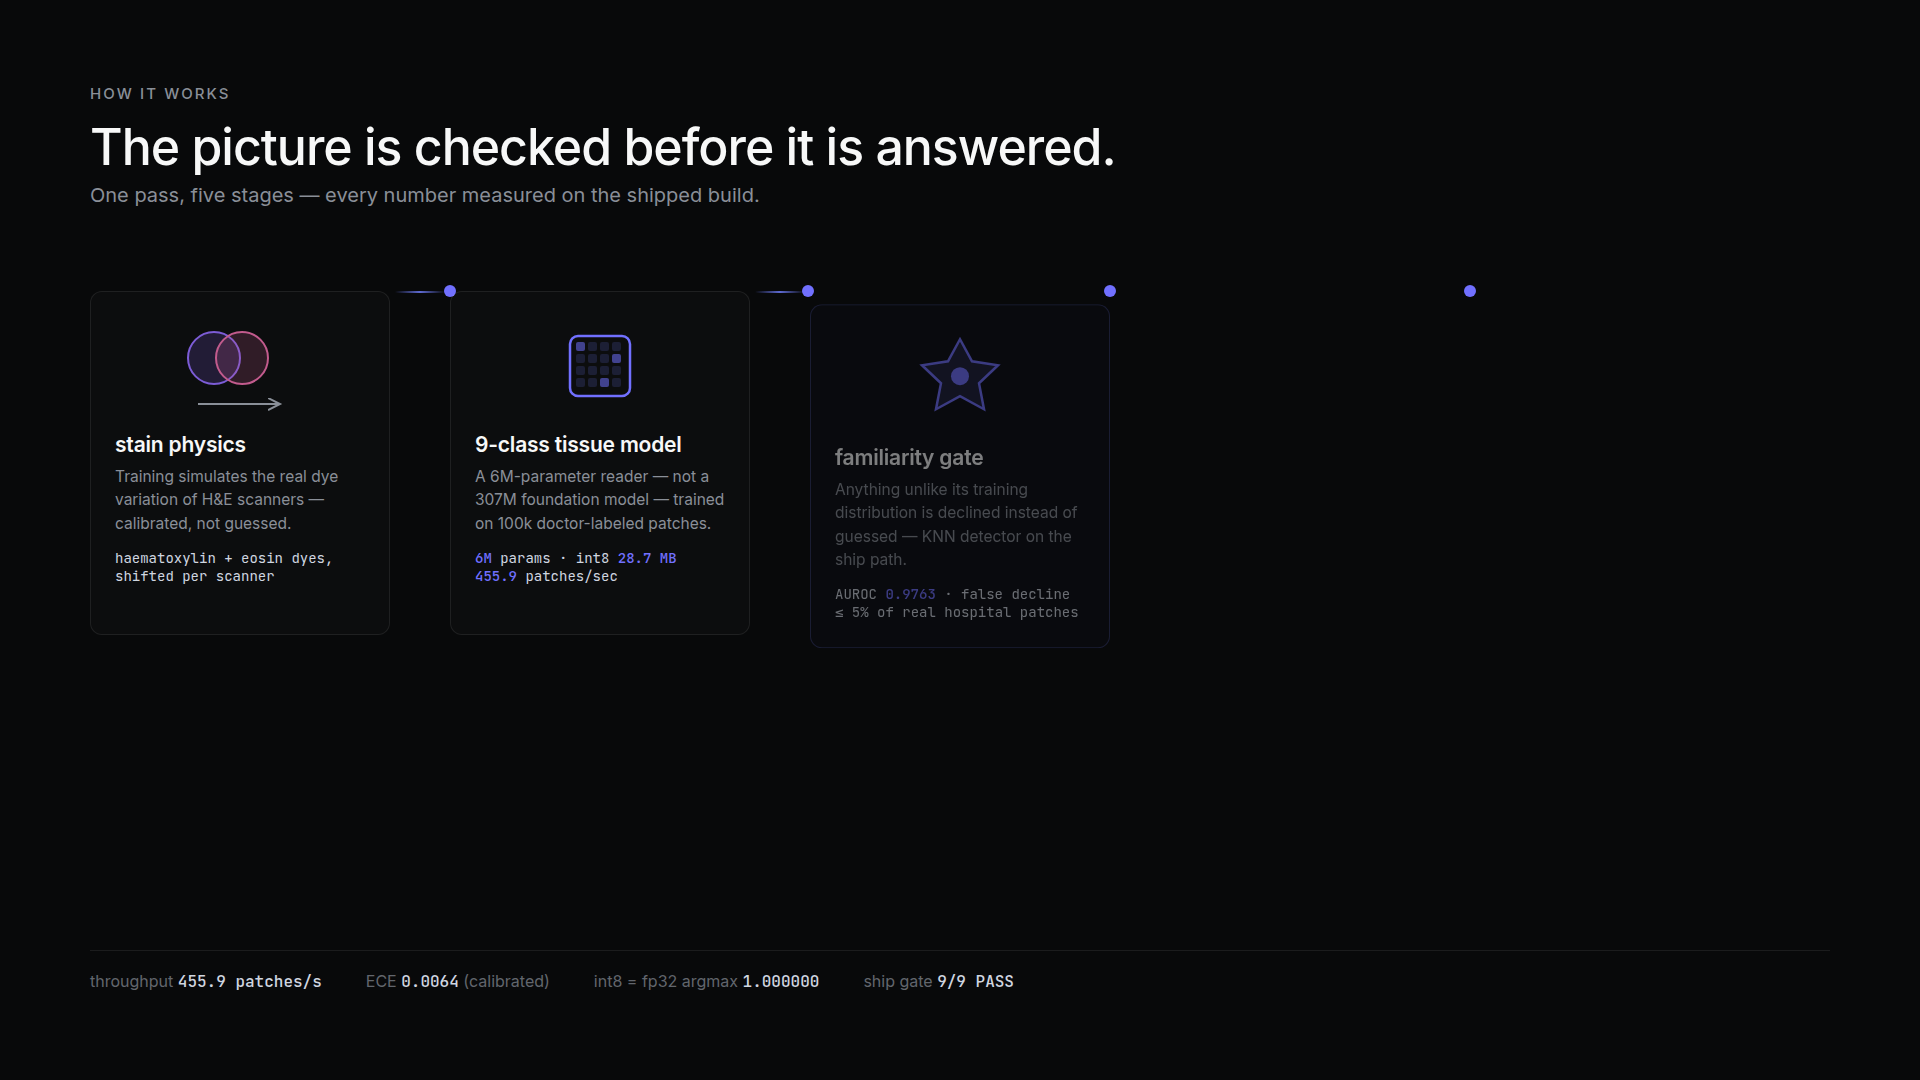 HOW IT WORKS
The picture is checked before it is answered.
One pass, five stages — every number measured on the shipped build.
stain physics
Training simulates the real dye
variation of H&E scanners —
calibrated, not guessed.
haematoxylin + eosin dyes,
shifted per scanner
9-class tissue model
A 6M-parameter reader — not a
307M foundation model — trained
on 100k doctor-labeled patches.
6M params · int8 28.7 MB
455.9 patches/sec
familiarity gate
Anything unlike its training
distribution is declined instead of
guessed — KNN detector on the
ship path.
AUROC 0.9763 · false decline
≤ 5% of real hospital patches
throughput 455.9 patches/s ECE 0.0064 (calibrated) int8 = fp32 argmax 1.000000 ship gate 9/9 PASS